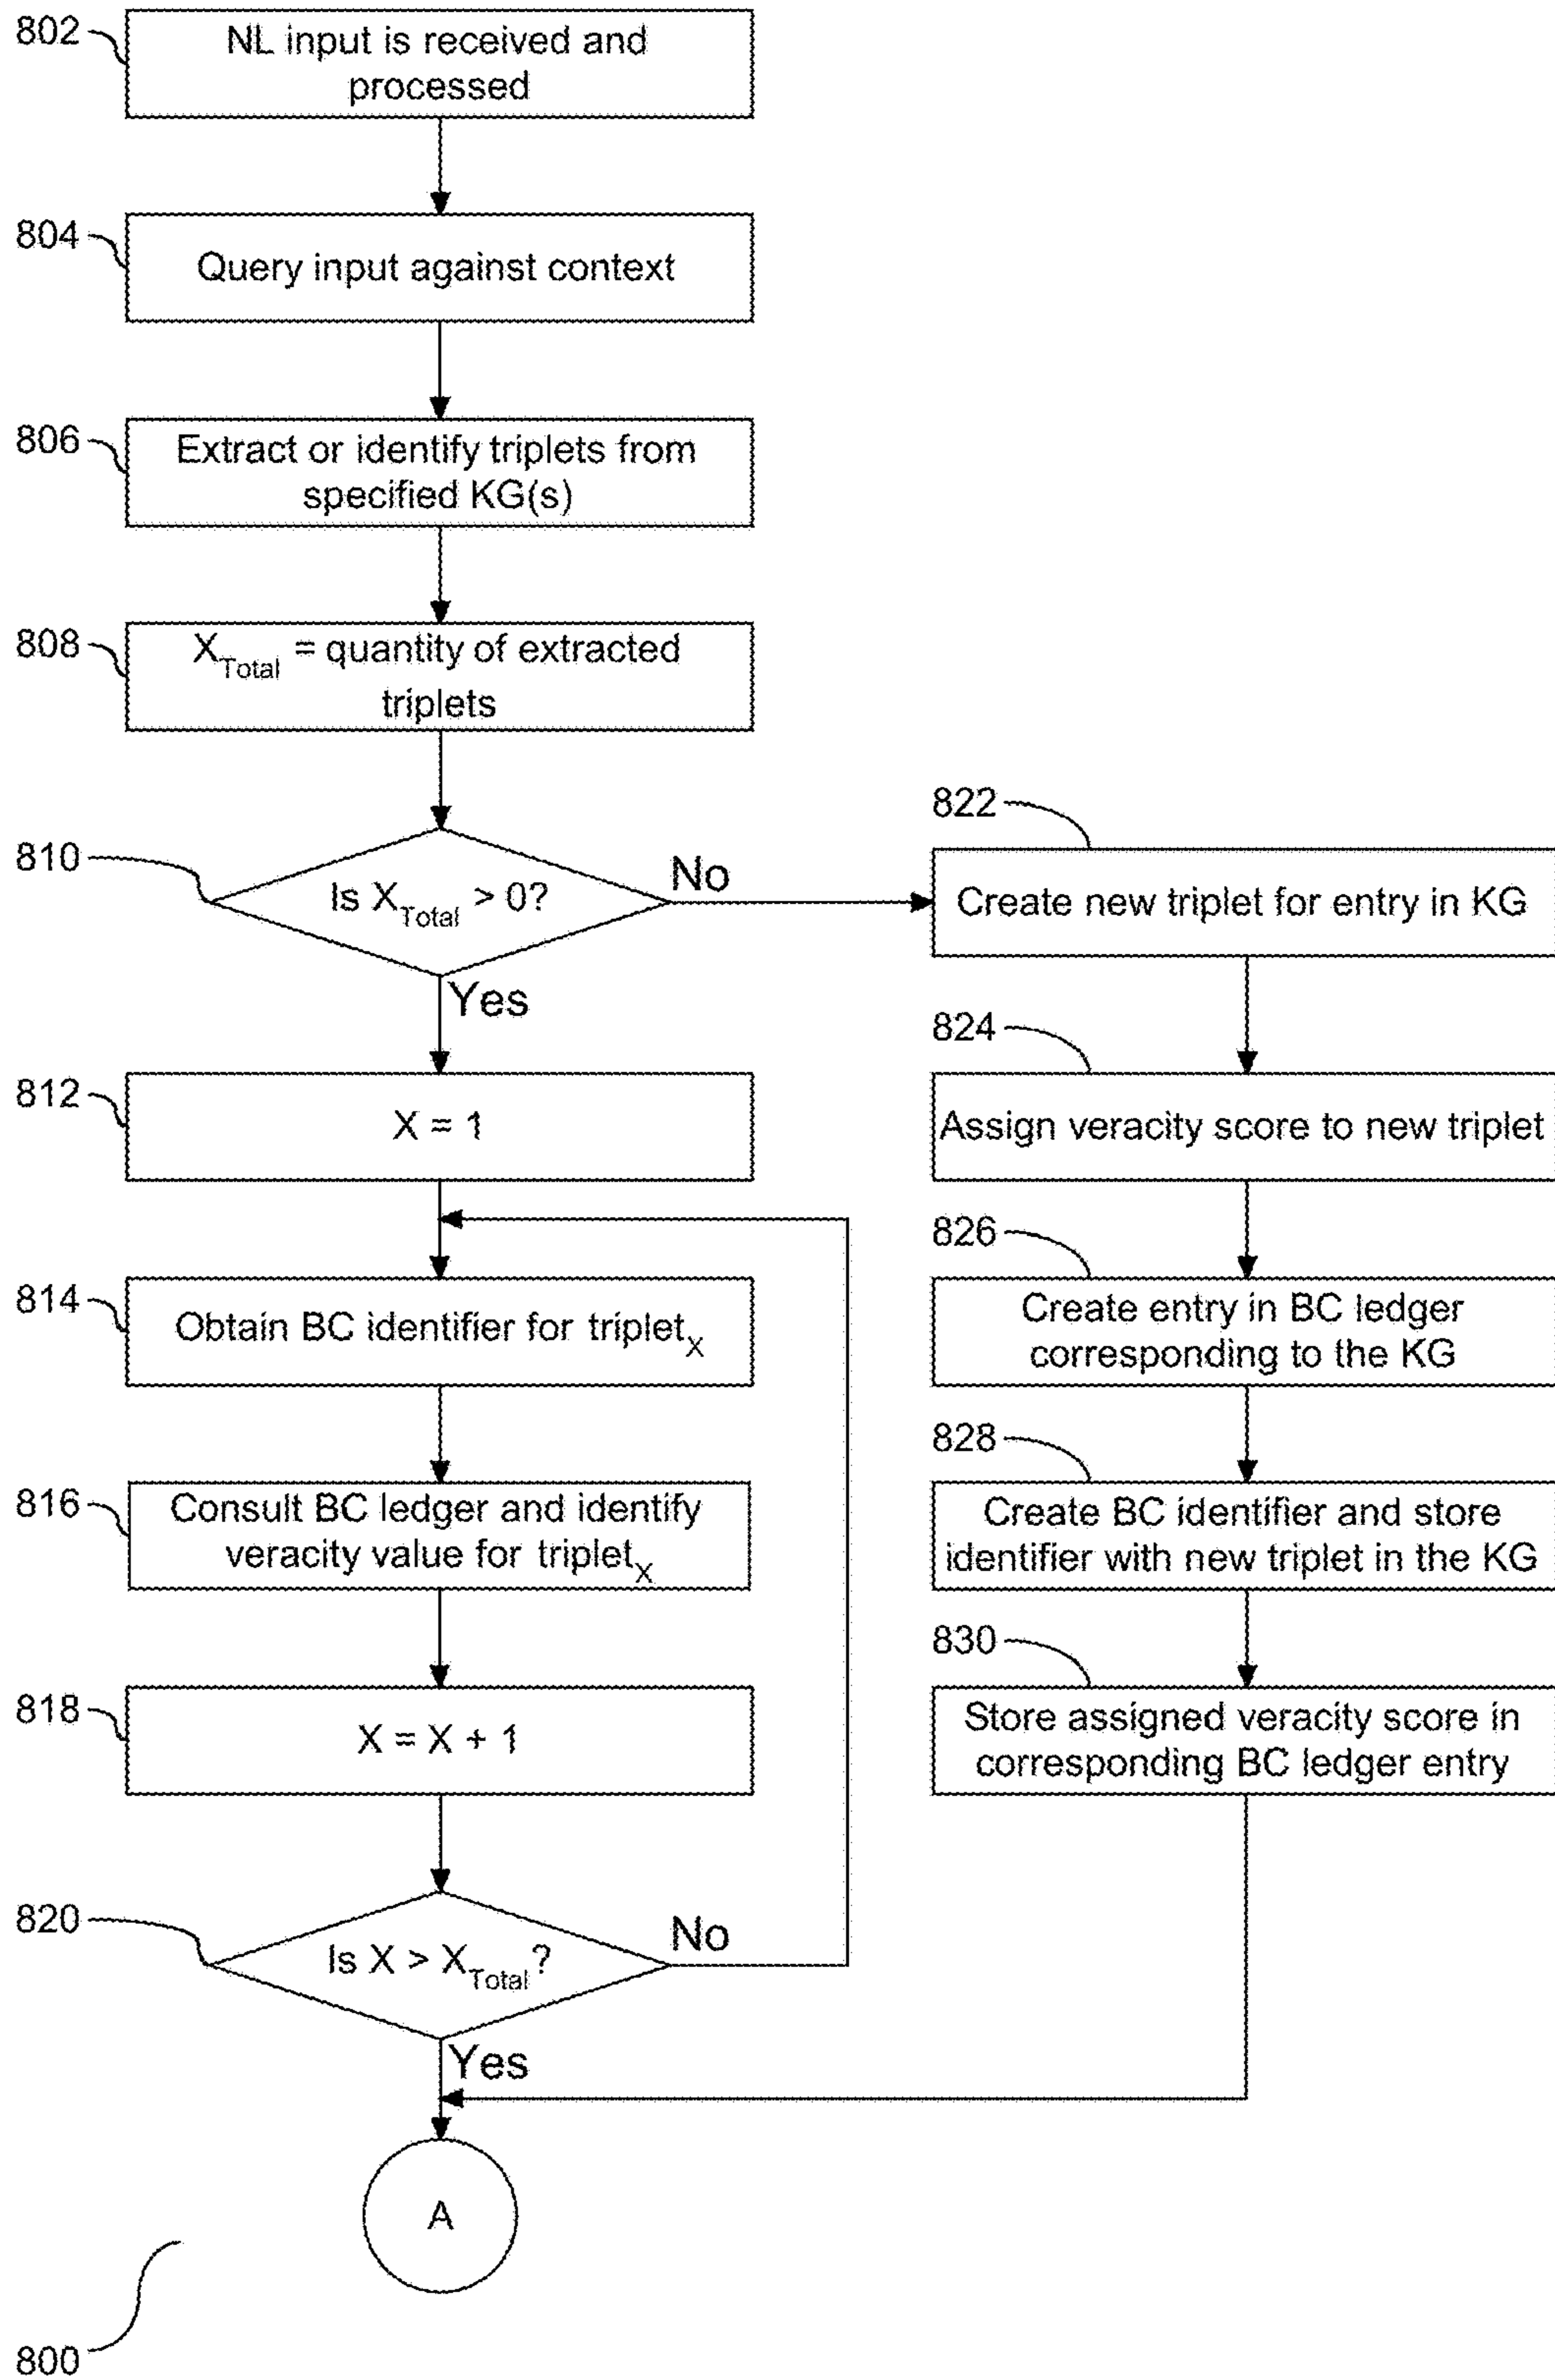 802
NL input is received and
processed
804
Query input against context
806
Extract or identify triplets from
specified KG(s)
808
X_Total = quantity of extracted
triplets
810
Is X_Total > 0?
No
Yes
812
X = 1
814
Obtain BC identifier for triplet_X
816
Consult BC ledger and identify
veracity value for triplet_X
818
X = X + 1
820
Is X > X_Total?
No
Yes
822
Create new triplet for entry in KG
824
Assign veracity score to new triplet
826
Create entry in BC ledger
corresponding to the KG
828
Create BC identifier and store
identifier with new triplet in the KG
830
Store assigned veracity score in
corresponding BC ledger entry
A
800